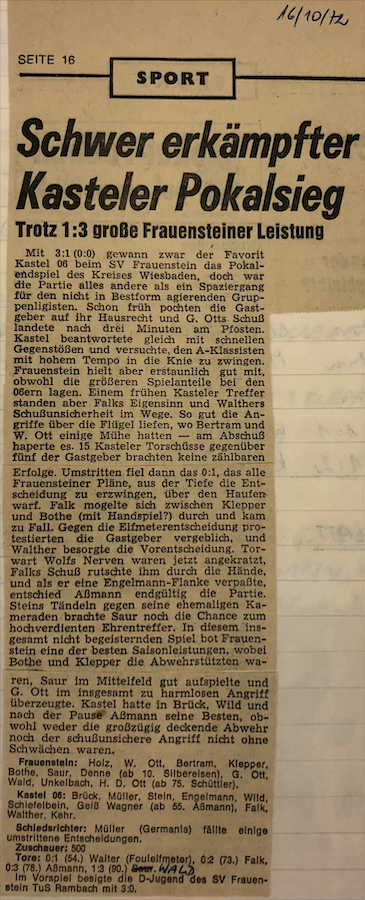 16/10/72
SEITE 16
SPORT
Schwer erkämpfter
Kasteler Pokalsieg
Trotz 1:3 große Frauensteiner Leistung
Mit 3:1 (0:0) gewann zwar der Favorit
Kastel 06 beim SV Frauenstein das Pokal-
endspiel des Kreises Wiesbaden, doch war
die Partie alles andere als ein Spaziergang
für den nicht in Bestform agierenden Grup-
penligisten. Schon früh pochten die Gast-
geber auf ihr Hausrecht und G. Otts Schuß
landete nach drei Minuten am Pfosten.
Kastel beantwortete gleich mit schnellen
Gegenstößen und versuchte, den A-Klassisten
mit hohem Tempo in die Knie zu zwingen.
Frauenstein hielt aber erstaunlich gut mit,
obwohl die größeren Spielanteile bei den
06ern lagen. Einem frühen Kasteler Treffer
standen aber Falks Eigensinn und Walthers
Schußunsicherheit im Wege. So gut die An-
griffe über die Flügel liefen, wo Bertram und
W. Ott einige Mühe hatten — am Abschluß
haperte es. 15 Kasteler Torschüsse gegenüber
fünf der Gastgeber brachten keine zählbaren
Erfolge. Umstritten fiel dann das 0:1, das alle
Frauensteiner Pläne, aus der Tiefe die Ent-
scheidung zu erzwingen, über den Haufen
warf. Falk mogelte sich zwischen Klepper
und Bothe (mit Handspiel?) durch und kam
zu Fall. Gegen die Elfmeterentscheidung pro-
testierten die Gastgeber vergeblich, und
Walther besorgte die Vorentscheidung. Tor-
wart Wolfs Nerven waren jetzt angekratzt,
Falks Schuß rutschte ihm durch die Hände,
und als er eine Engelmann-Flanke verpaßte,
entschied Aßmann endgültig die Partie.
Steins Tändeln gegen seine ehemaligen Ka-
meraden brachte Saur noch die Chance zum
hochverdienten Ehrentreffer. In diesem ins-
gesamt nicht begeisternden Spiel bot Frauen-
stein eine der besten Saisonleistungen, wobei
Bothe und Klepper die Abwehrstützten wa-
ren, Saur im Mittelfeld gut aufspielte und
G. Ott im insgesamt zu harmlosen Angriff
überzeugte. Kastel hatte in Brück, Wild und
nach der Pause Aßmann seine Besten, ob-
wohl weder die großzügig deckende Abwehr
noch der schußunsichere Angriff nicht ohne
Schwächen waren.
Frauenstein: Holz, W. Ott, Bertram, Klepper,
Bothe, Saur, Denne (ab 10. Silbereisen), G. Ott,
Wald, Unkelbach, H. D. Ott (ab 75. Schüttler).
Kastel 06: Brück, Müller, Stein, Engelmann, Wild,
Schiefelbein, Geiß Wagner (ab 55. Aßmann), Falk,
Walther, Kehr.
Schiedsrichter: Müller (Germania) fällte einige
umstrittene Entscheidungen.
Zuschauer: 500
Tore: 0:1 (54.) Walter (Foulelfmeter), 0:2 (73.) Falk,
0:3 (78.) Aßmann, 1:3 (90.) Saur. WALD
Im Vorspiel besigte die D-Jugend des SV Frauen-
stein TuS Rambach mit 3:0.